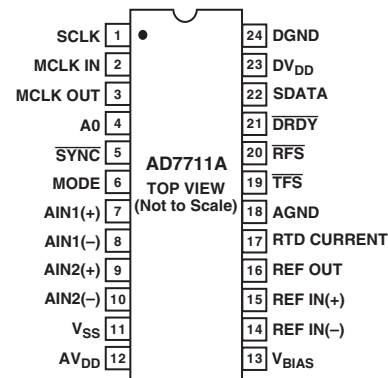 SCLK 1
MCLK IN 2
MCLK OUT 3
A0 4
SYNC 5
MODE 6
AIN1(+) 7
AIN1(–) 8
AIN2(+) 9
AIN2(–) 10
VSS 11
AVDD 12
AD7711A
TOP VIEW
(Not to Scale)
24 DGND
23 DVDD
22 SDATA
21 DRDY
20 RFS
19 TFS
18 AGND
17 RTD CURRENT
16 REF OUT
15 REF IN(+)
14 REF IN(–)
13 VBIAS